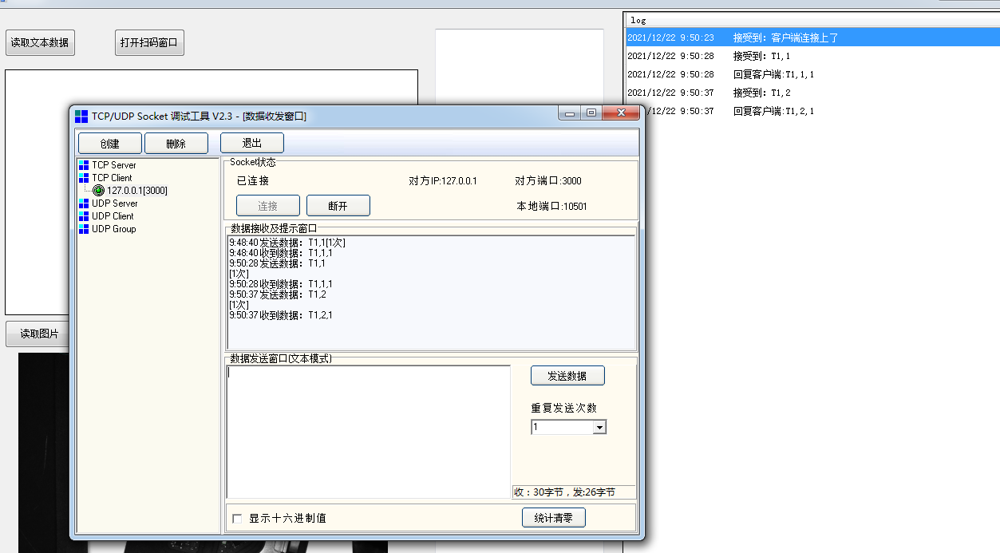 读取文本数据
打开扫码窗口
log
2021/12/22 9:50:23 接受到: 客户端连接上了
2021/12/22 9:50:28 接受到: T1,1
2021/12/22 9:50:28 回复客户端:T1,1,1
2021/12/22 9:50:37 接受到: T1,2
/12/22 9:50:37 回复客户端:T1,2,1
TCP/UDP Socket 调试工具 V2.3 - [数据收发窗口]
创建
删除
退出
TCP Server
TCP Client
127.0.0.1[3000]
UDP Server
UDP Client
UDP Group
Socket状态
已连接
对方IP:127.0.0.1
对方端口:3000
连接
断开
本地端口:10501
数据接收及提示窗口
9:48:40 发送数据：T1,1[1次]
9:48:40 收到数据：T1,1,1
9:50:28 发送数据：T1,1
[1次]
9:50:28 收到数据：T1,1,1
9:50:37 发送数据：T1,2
[1次]
9:50:37 收到数据：T1,2,1
读取图片
数据发送窗口(文本模式)
发送数据
重复发送次数
1
收：30字节，发:26字节
显示十六进制值
统计清零